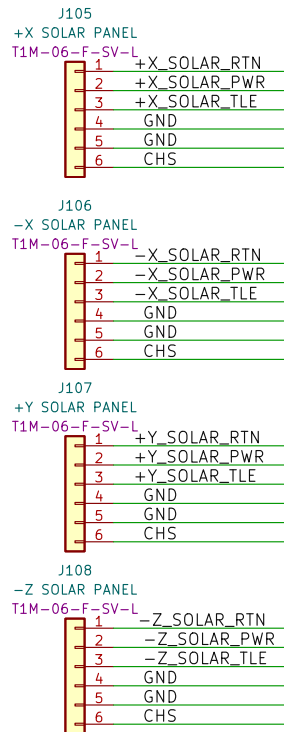 J105
+X SOLAR PANEL
T1M-06-F-SV-L
1 +X_SOLAR_RTN
2 +X_SOLAR_PWR
3 +X_SOLAR_TLE
4 GND
5 GND
6 CHS
J106
-X SOLAR PANEL
T1M-06-F-SV-L
1 -X_SOLAR_RTN
2 -X_SOLAR_PWR
3 -X_SOLAR_TLE
4 GND
5 GND
6 CHS
J107
+Y SOLAR PANEL
T1M-06-F-SV-L
1 +Y_SOLAR_RTN
2 +Y_SOLAR_PWR
3 +Y_SOLAR_TLE
4 GND
5 GND
6 CHS
J108
-Z SOLAR PANEL
T1M-06-F-SV-L
1 -Z_SOLAR_RTN
2 -Z_SOLAR_PWR
3 -Z_SOLAR_TLE
4 GND
5 GND
6 CHS